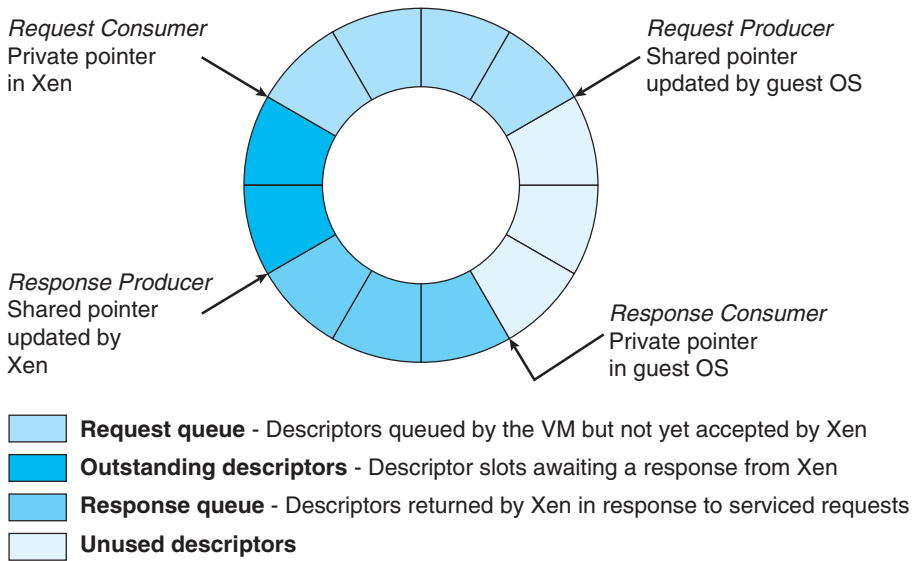 Request Consumer
Private pointer
in Xen
Request Producer
Shared pointer
updated by guest OS
Response Producer
Shared pointer
updated by
Xen
Response Consumer
Private pointer
in guest OS
Request queue - Descriptors queued by the VM but not yet accepted by Xen
Outstanding descriptors - Descriptor slots awaiting a response from Xen
Response queue - Descriptors returned by Xen in response to serviced requests
Unused descriptors